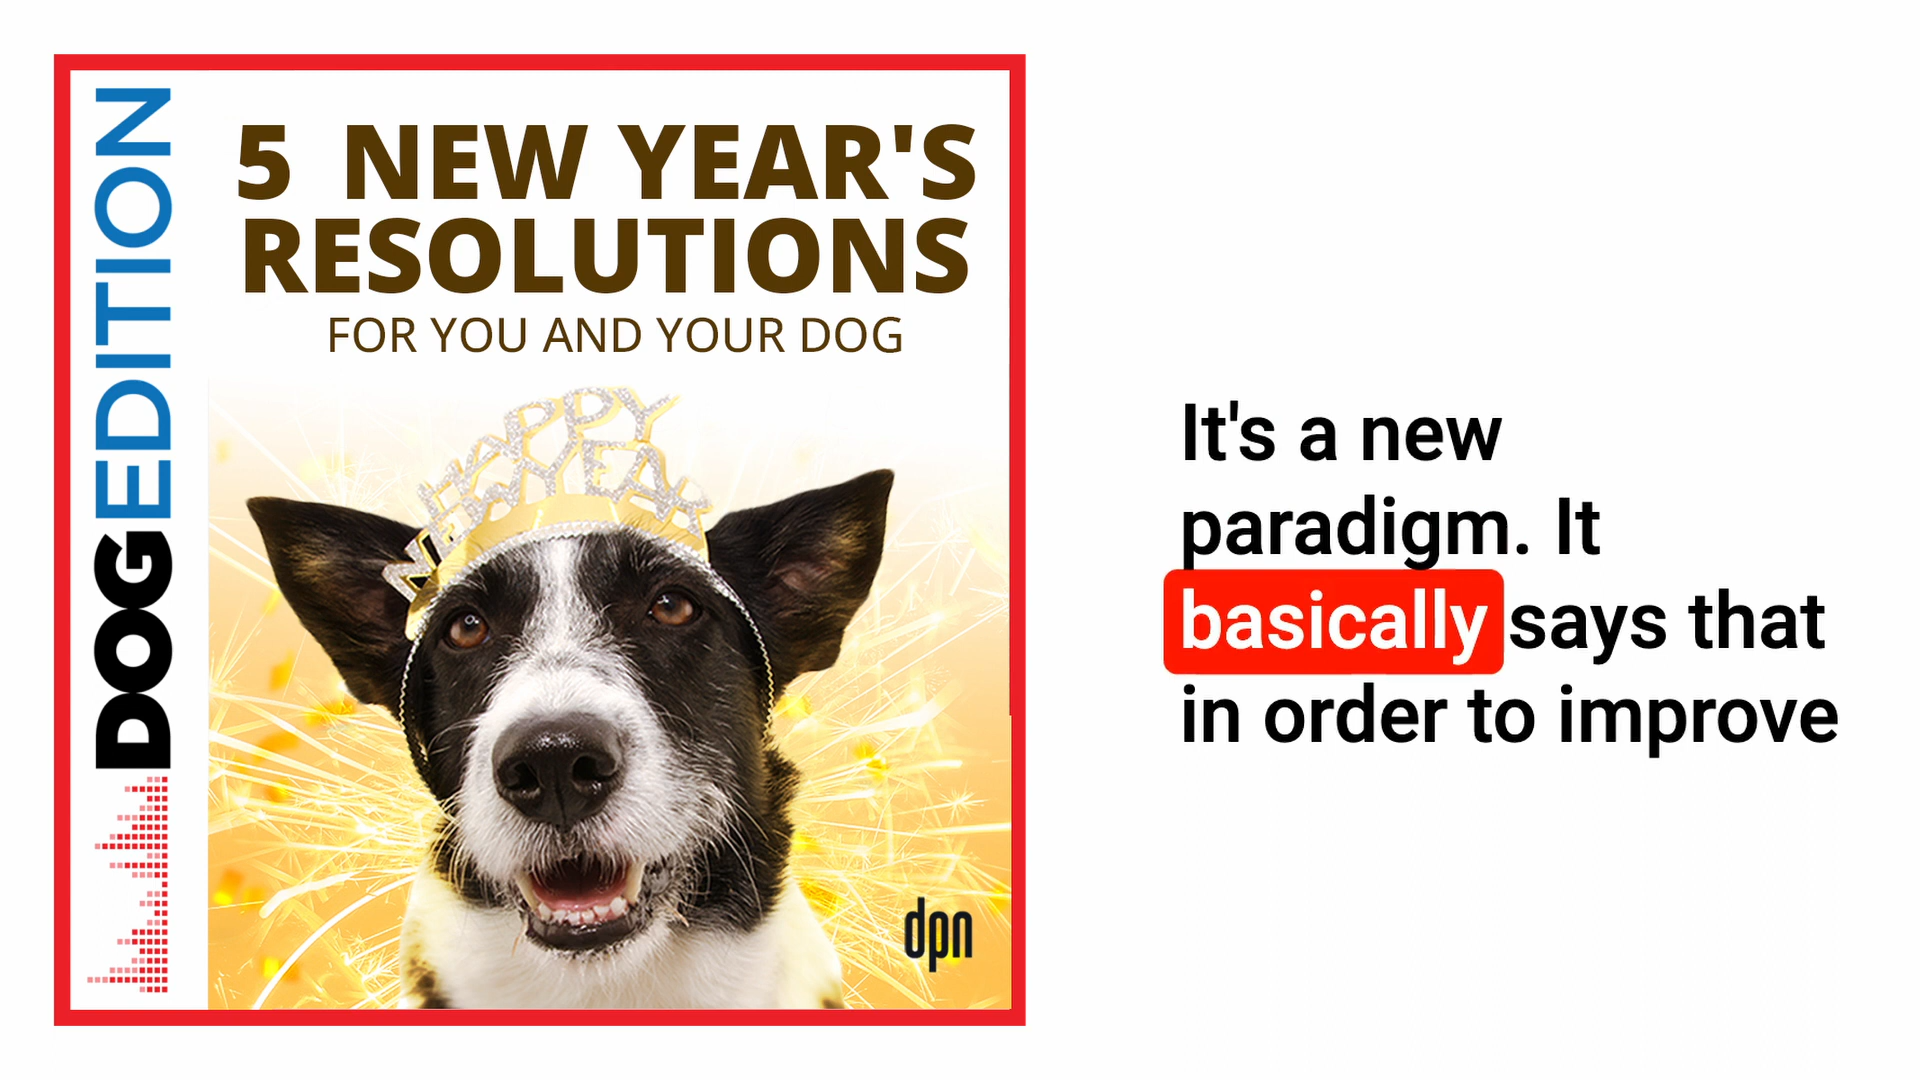 DOGEDITION
5 NEW YEAR'S
RESOLUTIONS
FOR YOU AND YOUR DOG
HAPPY
NEW YEAR
dpn
It's a new
paradigm. It
basically says that
in order to improve